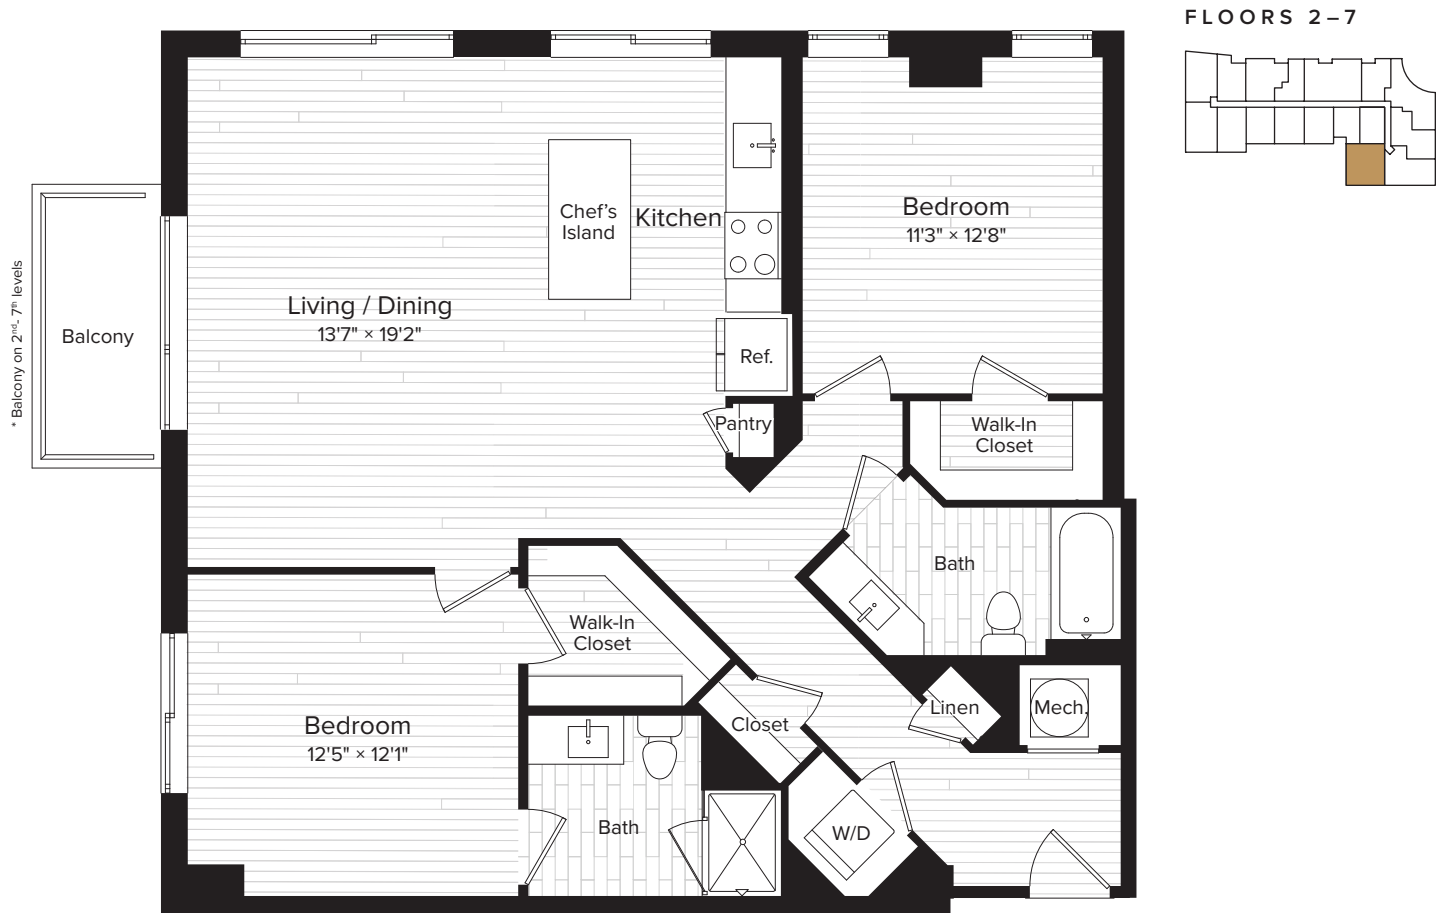 FLOORS 2–7
Chef's
Island
Kitchen
Bedroom
11'3" × 12'8"
Living / Dining
13'7" × 19'2"
Balcony
* Balcony on 2nd- 7th levels
Ref.
Pantry
Walk-In
Closet
Bath
Walk-In
Closet
Bedroom
12'5" × 12'1"
Closet
Linen
Mech.
Bath
W/D